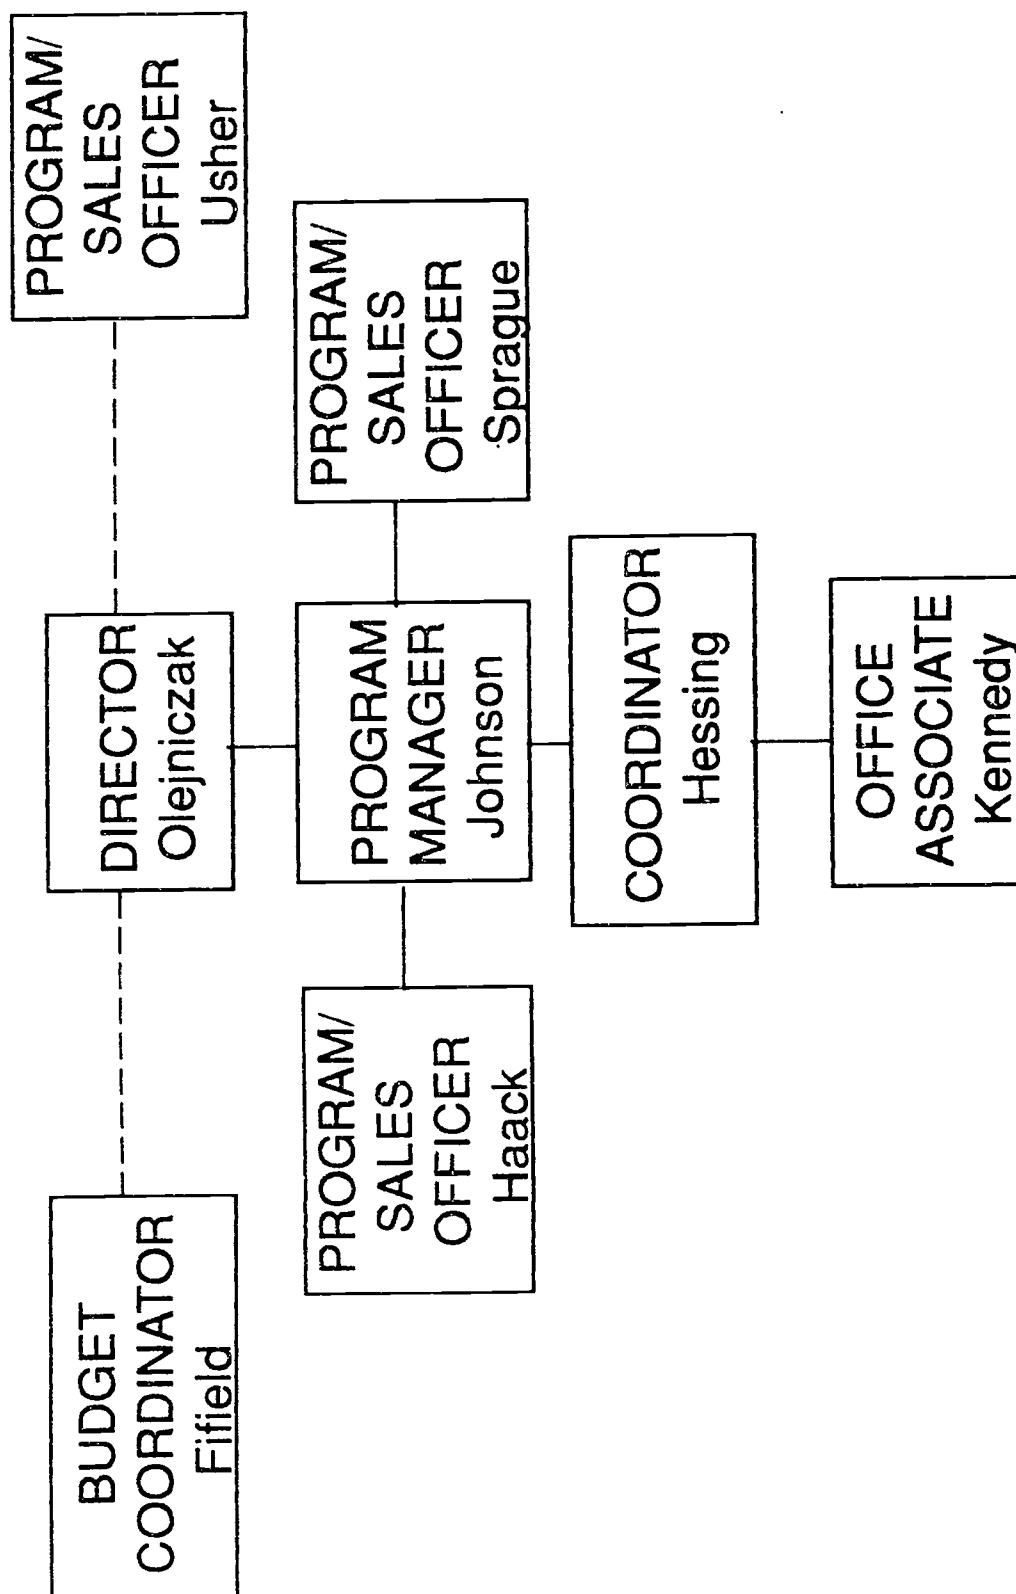 BUDGET
COORDINATOR
Fifield
DIRECTOR
Olejniczak
PROGRAM/
SALES
OFFICER
Usher
PROGRAM/
SALES
OFFICER
Haack
PROGRAM
MANAGER
Johnson
PROGRAM/
SALES
OFFICER
Sprague
COORDINATOR
Hessing
OFFICE
ASSOCIATE
Kennedy